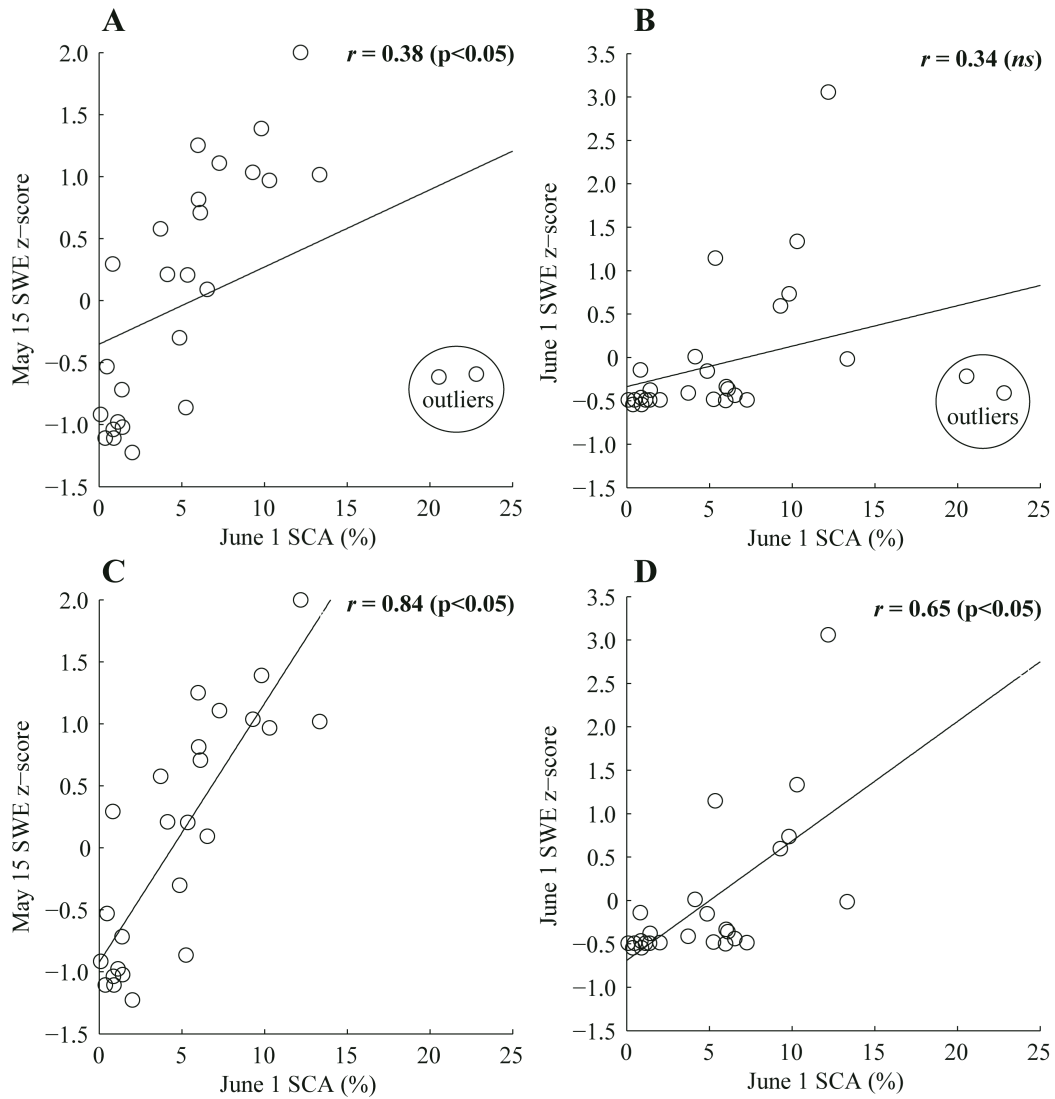 A
r = 0.38 (p<0.05)
2.0
1.5
1.0
0.5
0
−0.5
−1.0
−1.5
May 15 SWE z−score
outliers
0 5 10 15 20 25
June 1 SCA (%)
B
r = 0.34 (ns)
3.5
3.0
2.5
2.0
1.5
1.0
0.5
0
−0.5
−1.0
−1.5
June 1 SWE z−score
outliers
0 5 10 15 20 25
June 1 SCA (%)
C
r = 0.84 (p<0.05)
2.0
1.5
1.0
0.5
0
−0.5
−1.0
−1.5
May 15 SWE z−score
0 5 10 15 20 25
June 1 SCA (%)
D
r = 0.65 (p<0.05)
3.5
3.0
2.5
2.0
1.5
1.0
0.5
0
−0.5
−1.0
−1.5
June 1 SWE z−score
0 5 10 15 20 25
June 1 SCA (%)